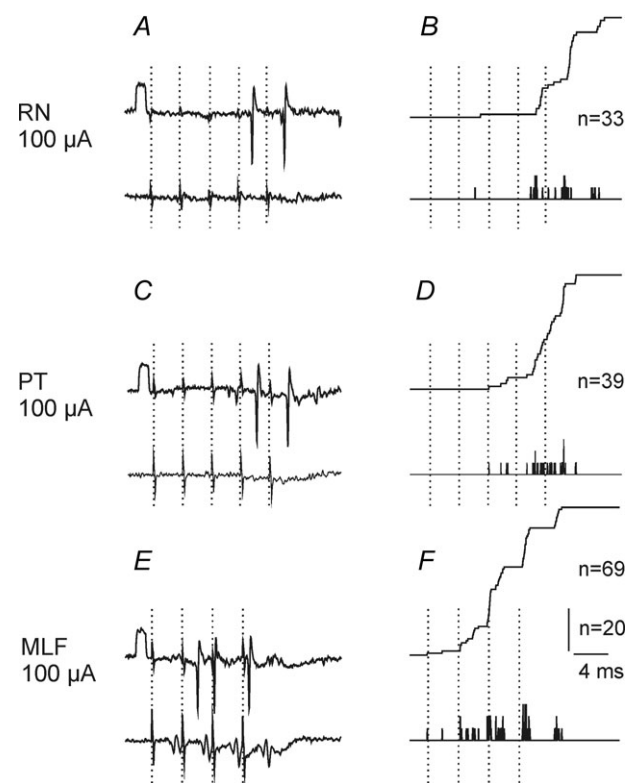 A
B
RN
100 µA
n=33
C
D
PT
100 µA
n=39
E
F
MLF
100 µA
n=69
n=20
4 ms